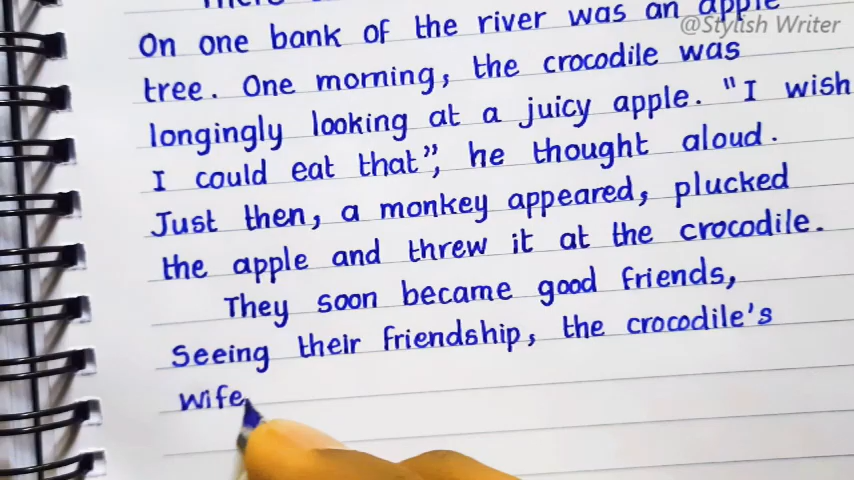 On one bank of the river was an apple
@Stylish Writer
tree. One morning, the crocodile was
longingly looking at a juicy apple. "I wish
I could eat that", he thought aloud.
Just then, a monkey appeared, plucked
the apple and threw it at the crocodile.
They soon became good friends,
Seeing their friendship, the crocodile's
wife